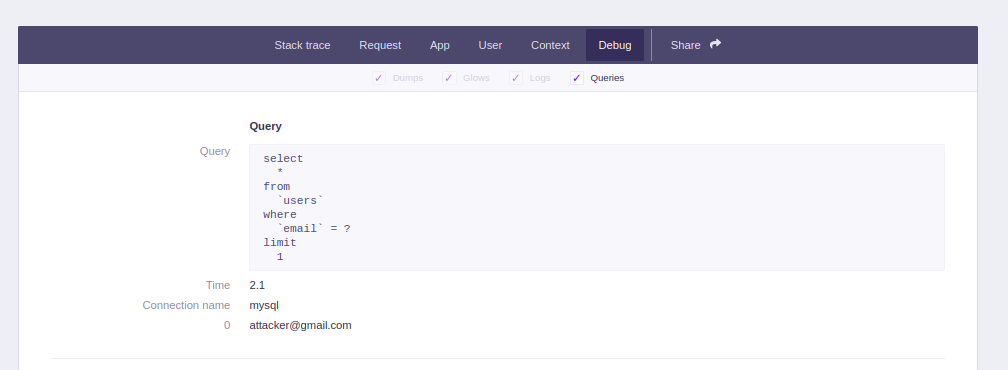 Stack trace Request App User Context Debug Share
Dumps Glows Logs Queries
Query
Query
select
*
from
`users`
where
`email` = ?
limit
1
Time 2.1
Connection name mysql
0 attacker@gmail.com